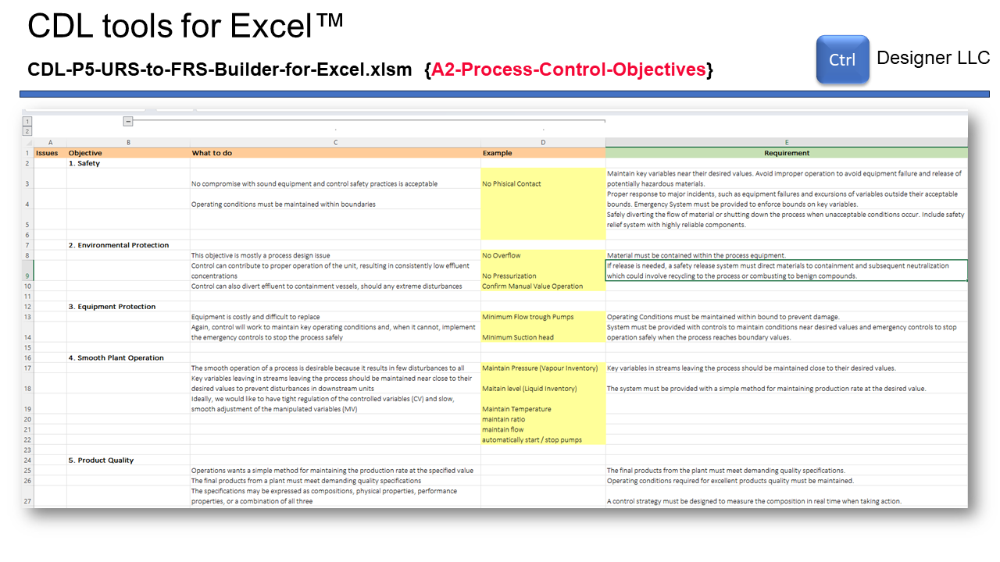 CDL tools for Excel™
CDL-P5-URS-to-FRS-Builder-for-Excel.xlsm {A2-Process-Control-Objectives}
Ctrl
Designer LLC
1
2
A B C D E
1 Issues Objective What to do Example Requirement
2 1. Safety
Maintain key variables near their desired values. Avoid improper operation to avoid equipment failure and release of
3 No compromise with sound equipment and control safety practices is acceptable No Phisical Contact potentially hazardous materials.
Proper response to major incidents, such as equipment failures and excursions of variables outside their acceptable
4 Operating conditions must be maintained within boundaries bounds. Emergency System must be provided to enforce bounds on key variables.
Safely diverting the flow of material or shutting down the process when unacceptable conditions occur. Include safety
5 relief system with highly reliable components.
6
7 2. Environmental Protection
8 This objective is mostly a process design issue No Overflow Material must be contained within the process equipment.
Control can contribute to proper operation of the unit, resulting in consistently low effluent If release is needed, a safety release system must direct materials to containment and subsequent neutralization
9 concentrations No Pressurization which could involve recycling to the process or combusting to benign compounds.
10 Control can also divert effluent to containment vessels, should any extreme disturbances Confirm Manual Value Operation
11
12 3. Equipment Protection
13 Equipment is costly and difficult to replace Minimum Flow trough Pumps Operating Conditions must be maintained within bound to prevent damage.
Again, control will work to maintain key operating conditions and, when it cannot, implement System must be provided with controls to maintain conditions near desired values and emergency controls to stop
14 the emergency controls to stop the process safely Minimum Suction head operation safely when the process reaches boundary values.
15
16 4. Smooth Plant Operation
17 The smooth operation of a process is desirable because it results in few disturbances to all Maintain Pressure (Vapour Inventory) Key variables in streams leaving the process should be maintained close to their desired values.
Key variables leaving in streams leaving the process should be maintained near close to their
18 desired values to prevent disturbances in downstream units Maitain level (Liquid Inventory) The system must be provided with a simple method for maintaining production rate at the desired value.
Ideally, we would like to have tight regulation of the controlled variables (CV) and slow,
19 smooth adjustment of the manipulated variables (MV) Maintain Temperature
20 maintain ratio
21 maintain flow
22 automatically start / stop pumps
23
24 5. Product Quality
25 Operations wants a simple method for maintaining the production rate at the specified value The final products from the plant must meet demanding quality specifications.
26 The final products from a plant must meet demanding quality specifications Operating conditions required for excellent products quality must be maintained.
The specifications may be expressed as compositions, physical properties, performance
27 properties, or a combination of all three A control strategy must be designed to measure the composition in real time when taking action.